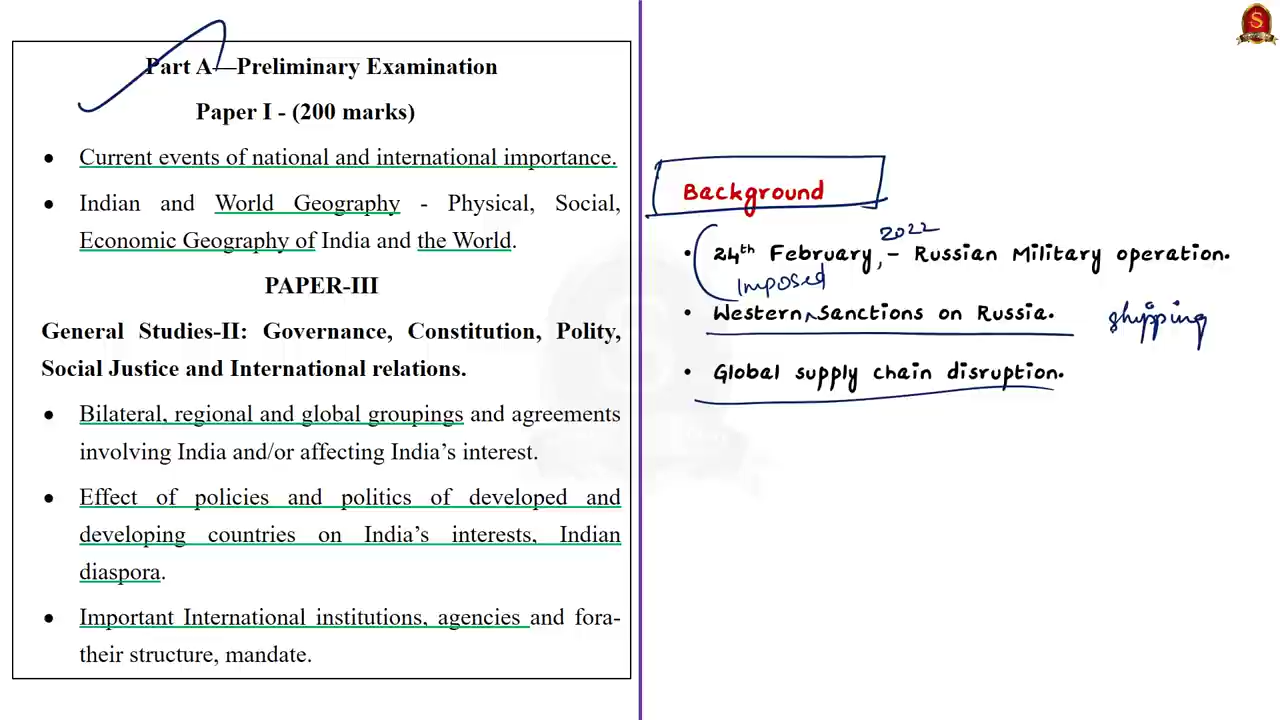 Part A—Preliminary Examination
Paper I - (200 marks)
• Current events of national and international importance.
• Indian and World Geography - Physical, Social,
Economic Geography of India and the World.
PAPER-III
General Studies-II: Governance, Constitution, Polity,
Social Justice and International relations.
• Bilateral, regional and global groupings and agreements
involving India and/or affecting India's interest.
• Effect of policies and politics of developed and
developing countries on India's interests, Indian
diaspora.
• Important International institutions, agencies and fora-
their structure, mandate.
S
Background
2022
• 24th February, - Russian Military operation.
Imposed
• Western Sanctions on Russia. shipping
• Global supply chain disruption.